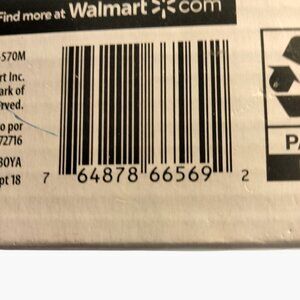 Find more at Walmart com
-570M
rt Inc.
ark of
rved.
o por
72716
30YA
pt 18
7 64878 66569 2
PA